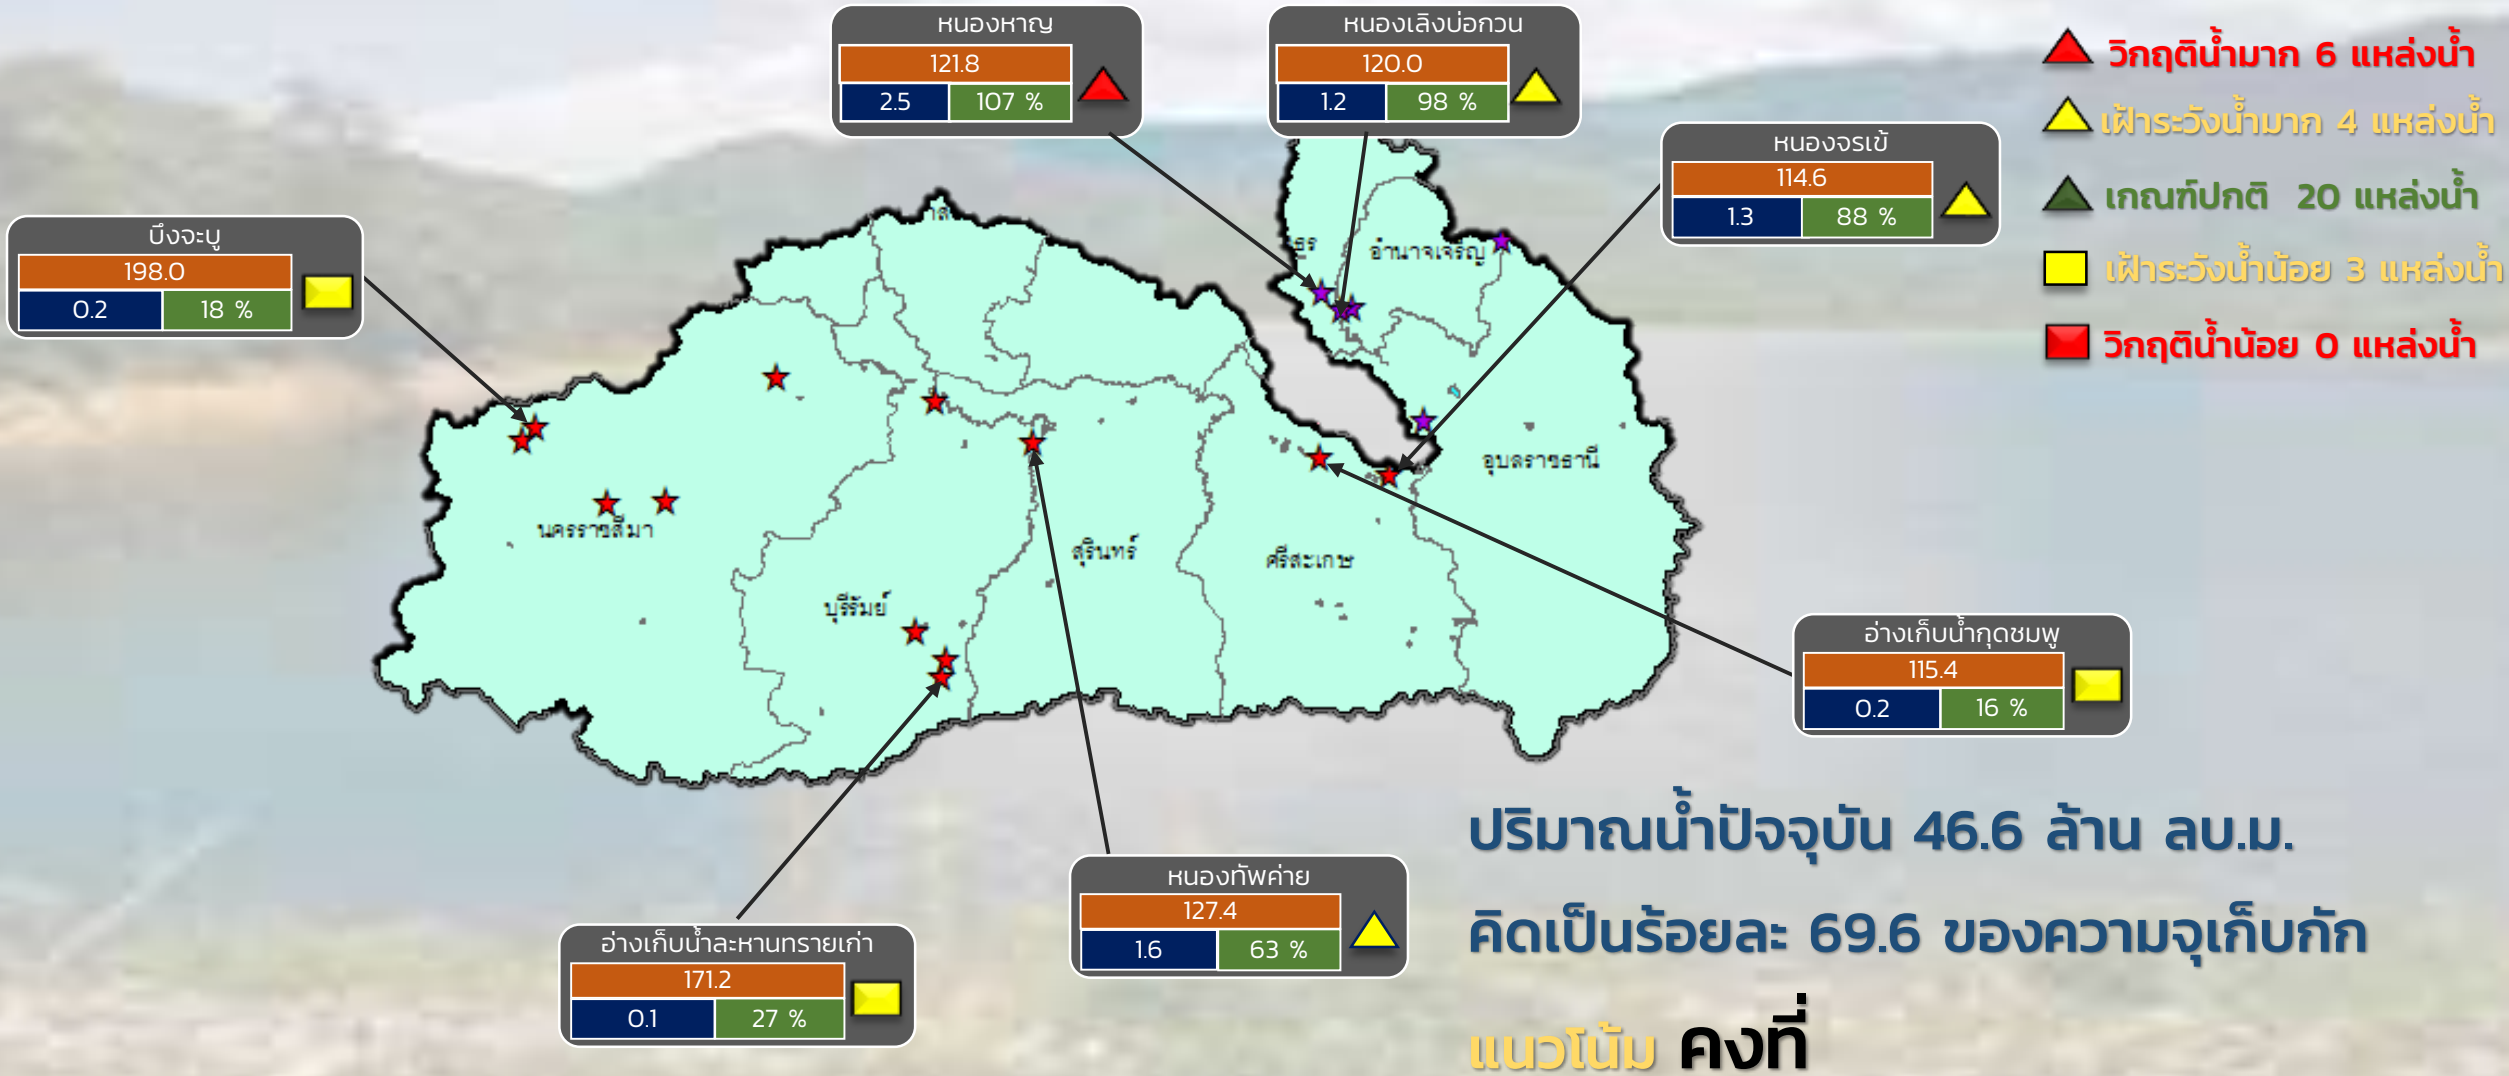 หนองหาญ
121.8
2.5 107 %
หนองเลิงบ่อกวน
120.0
1.2 98 %
วิกฤติน้ำมาก 6 แหล่งน้ำ
เฝ้าระวังน้ำมาก 4 แหล่งน้ำ
เกณฑ์ปกติ 20 แหล่งน้ำ
เฝ้าระวังน้ำน้อย 3 แหล่งน้ำ
วิกฤติน้ำน้อย 0 แหล่งน้ำ
หนองจรเข้
114.6
1.3 88 %
บึงจะบู
198.0
0.2 18 %
ธร
อำนาจเจริญ
อุบลราชธานี
นครราชสีมา
สุรินทร์
ศรีสะเกษ
บุรีรัมย์
อ่างเก็บน้ำกุดชมพู
115.4
0.2 16 %
หนองทัพค่าย
127.4
1.6 63 %
อ่างเก็บน้ำละหานทรายเก่า
171.2
0.1 27 %
ปริมาณน้ำปัจจุบัน 46.6 ล้าน ลบ.ม.
คิดเป็นร้อยละ 69.6 ของความจุเก็บกัก
แนวโน้ม คงที่